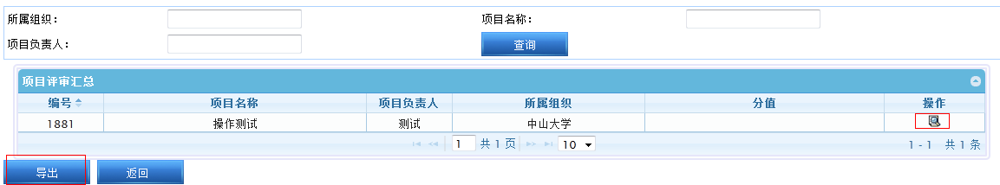 所属组织： 项目名称：
项目负责人： 查询
项目评审汇总
编号 项目名称 项目负责人 所属组织 分值 操作
1881 操作测试 测试 中山大学
1 共 1 页 10 1 - 1 共 1 条
导出 返回